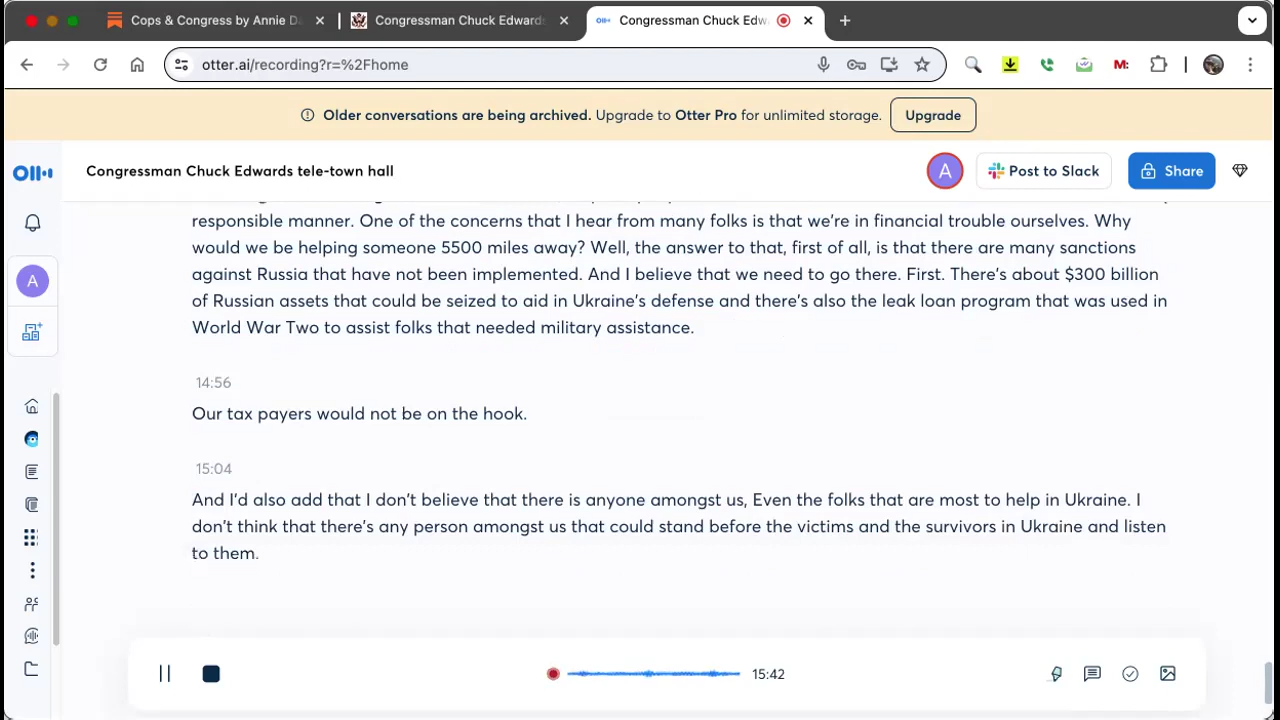 Cops & Congress by Annie Da
Congressman Chuck Edwards
Congressman Chuck Edw
otter.ai/recording?r=%2Fhome
M:
Older conversations are being archived. Upgrade to Otter Pro for unlimited storage.
Upgrade
Congressman Chuck Edwards tele-town hall
A
Post to Slack
Share
A
responsible manner. One of the concerns that I hear from many folks is that we're in financial trouble ourselves. Why
would we be helping someone 5500 miles away? Well, the answer to that, first of all, is that there are many sanctions
against Russia that have not been implemented. And I believe that we need to go there. First. There's about $300 billion
of Russian assets that could be seized to aid in Ukraine's defense and there's also the leak loan program that was used in
World War Two to assist folks that needed military assistance.
14:56
Our tax payers would not be on the hook.
15:04
And I'd also add that I don't believe that there is anyone amongst us, Even the folks that are most to help in Ukraine. I
don't think that there's any person amongst us that could stand before the victims and the survivors in Ukraine and listen
to them.
15:42